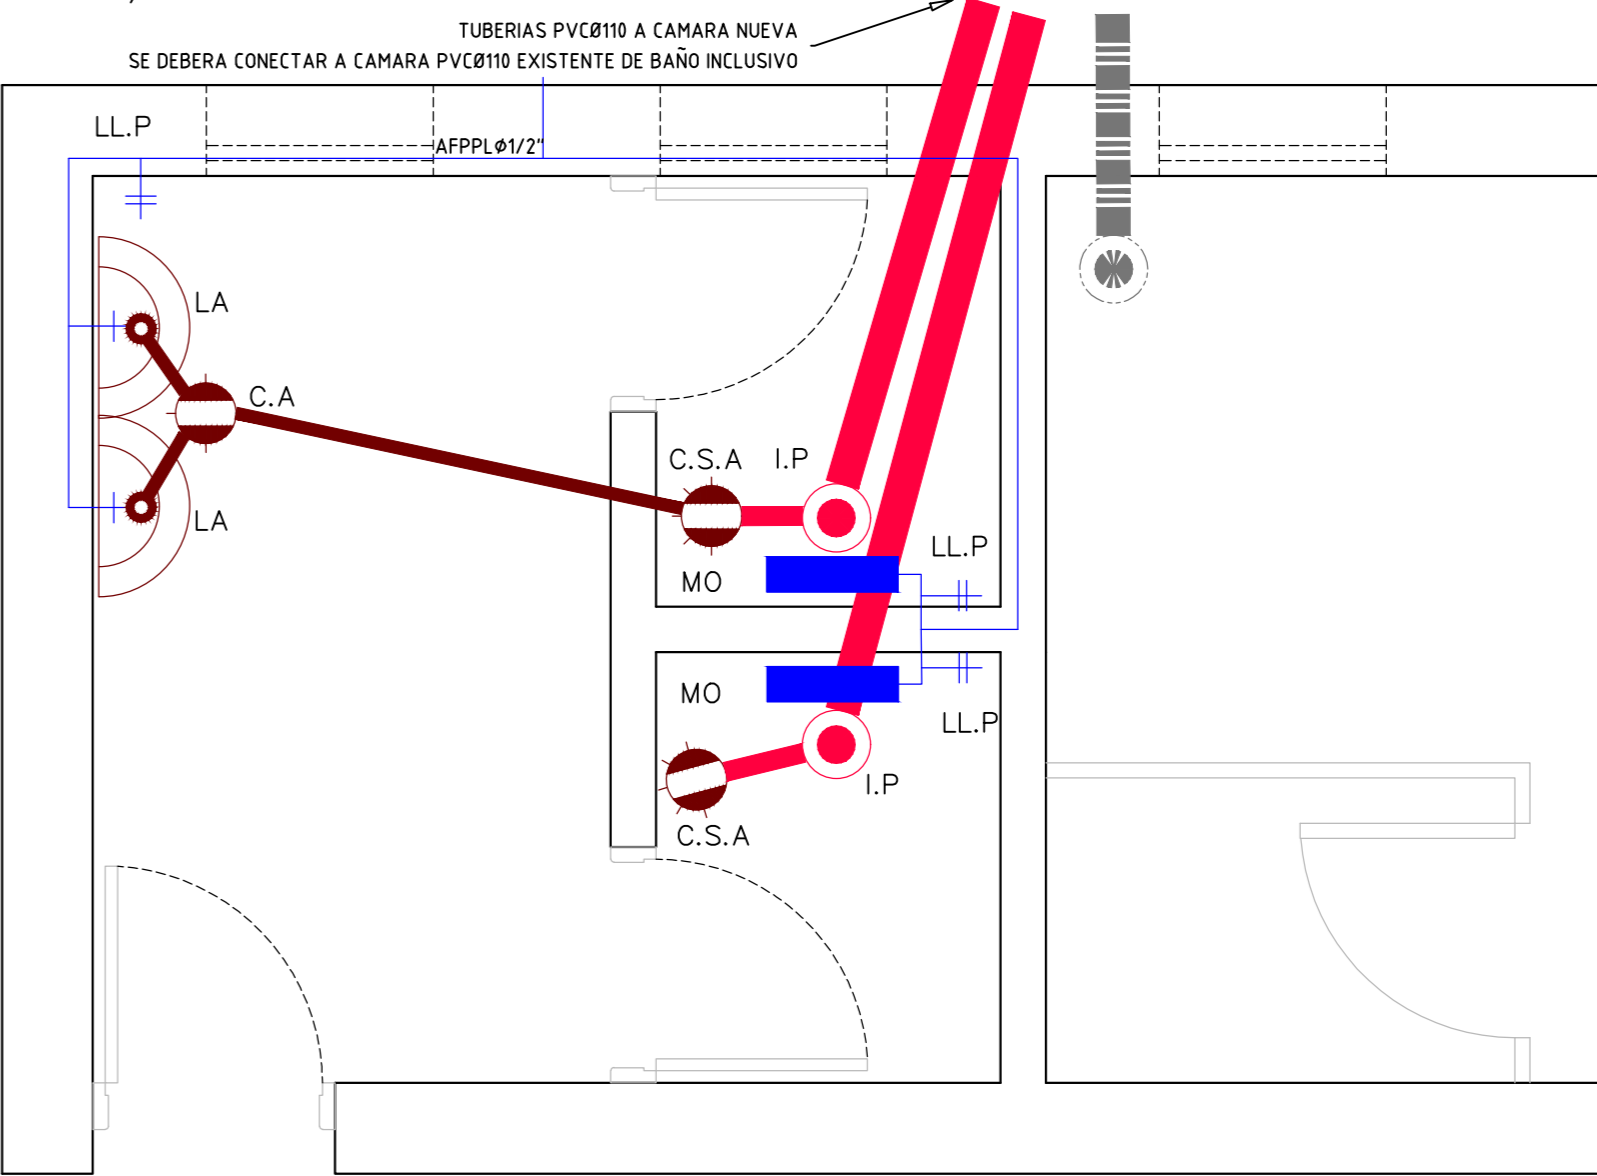 TUBERIAS PVCØ110 A CAMARA NUEVA
SE DEBERA CONECTAR A CAMARA PVCØ110 EXISTENTE DE BAÑO INCLUSIVO
LL.P
AFPPLØ1/2"
LA
C.A
C.S.A
I.P
LA
LL.P
MO
MO
LL.P
I.P
C.S.A